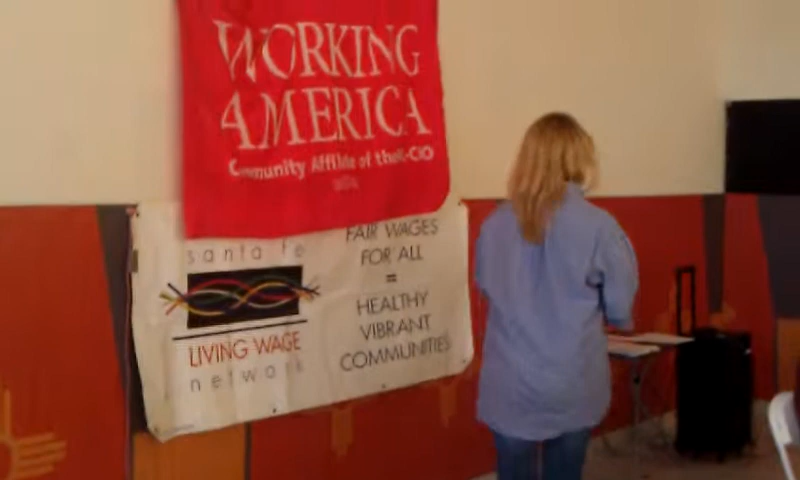 WORKING
AMERICA
Community Affiliate of the AFL-CIO
santa fe
LIVING WAGE
network
FAIR WAGES
FOR ALL
=
HEALTHY
VIBRANT
COMMUNITIES